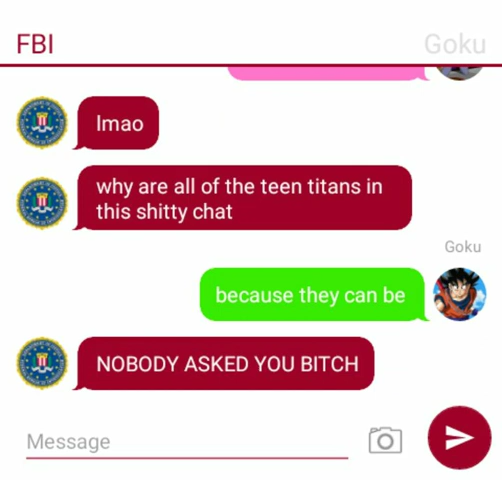 FBI
Goku
lmao
why are all of the teen titans in
this shitty chat
Goku
because they can be
NOBODY ASKED YOU BITCH
Message